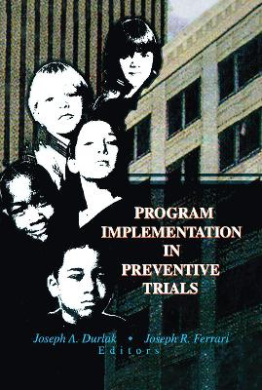 PROGRAM
IMPLEMENTATION
IN
PREVENTIVE
TRIALS
Joseph A. Durlak • Joseph R. Ferrari
Editors